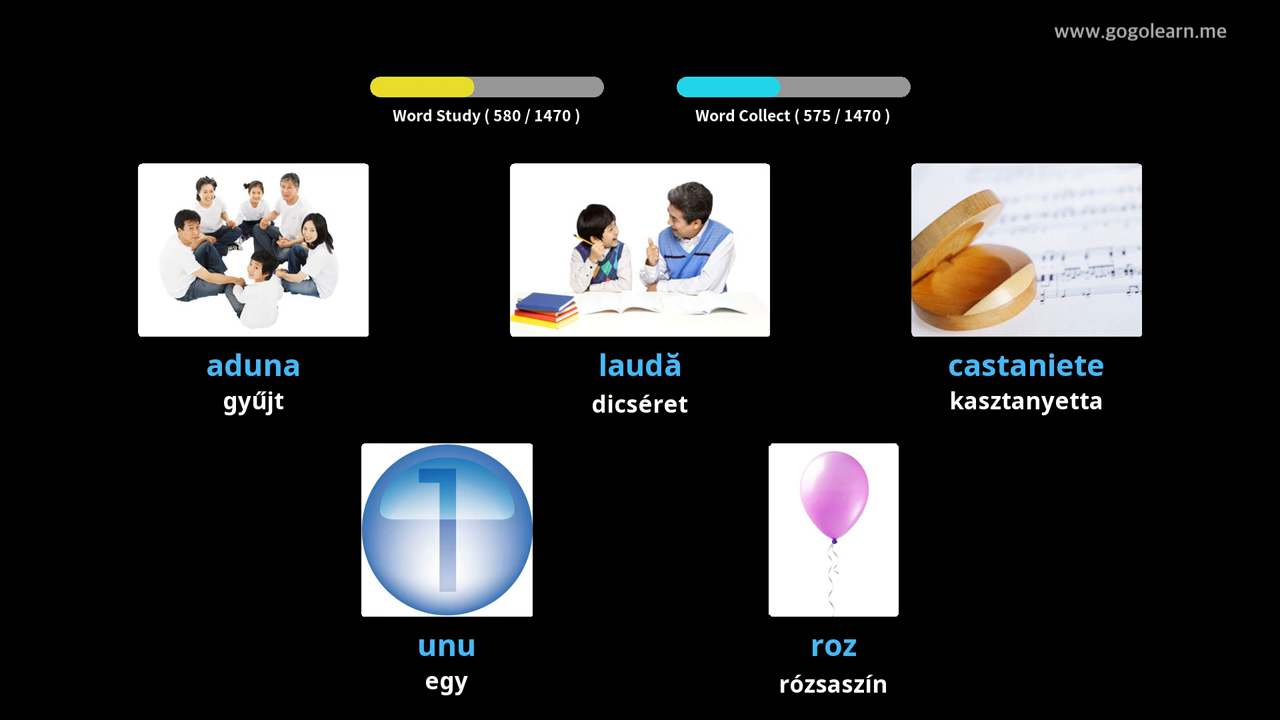 www.gogolearn.me
Word Study ( 580 / 1470 )
Word Collect ( 575 / 1470 )
aduna
gyűjt
laudă
dicséret
castaniete
kasztanyetta
1
unu
egy
roz
rózsaszín